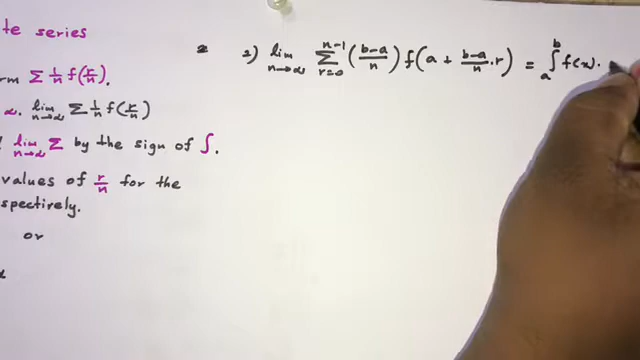 te series
rm Σ 1/n f(r/n).
∝. lim n→∝ Σ 1/n f(r/n)
lim n→∝ Σ by the sign of ∫.
values of r/n for the
spectively.
or
∝
2 2) lim n→∝ Σ r=0 n-1 (b-a/n) f(a + b-a/n .r) = ∫ a b f(x).